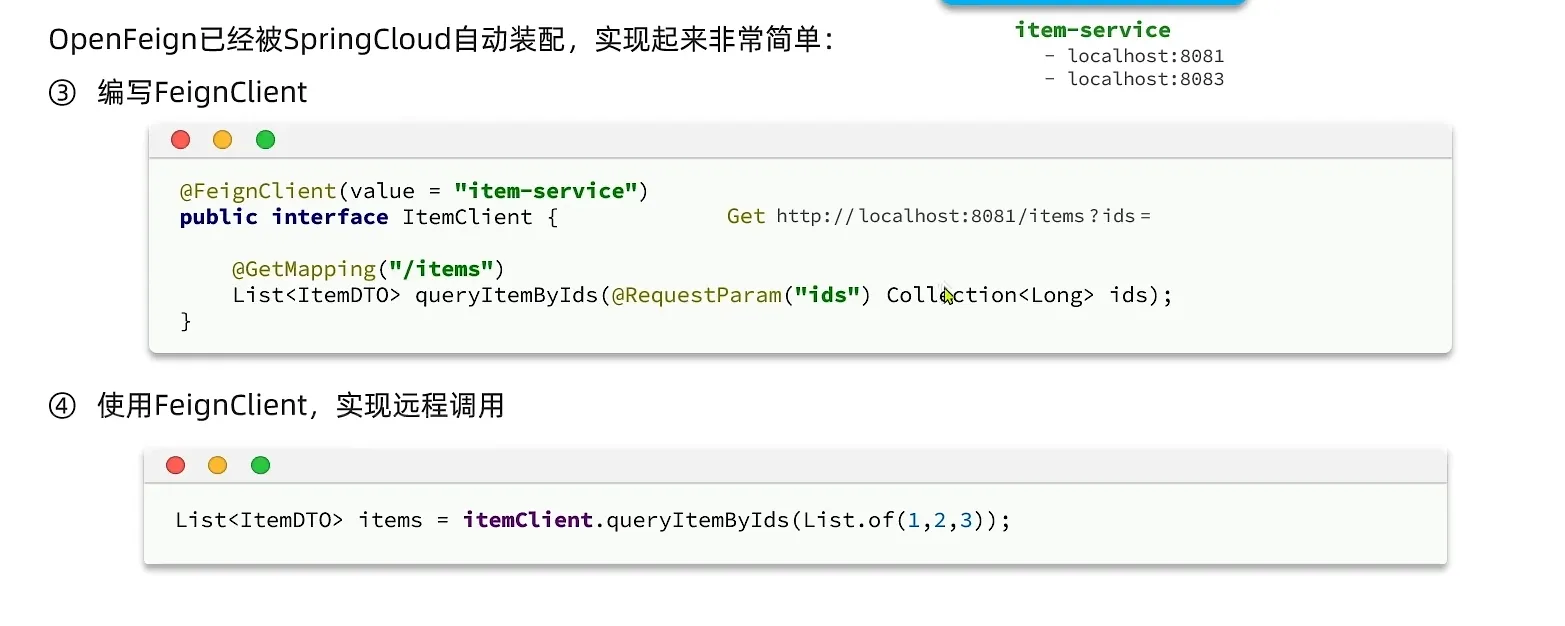 OpenFeign已经被SpringCloud自动装配，实现起来非常简单：
item-service
- localhost:8081
- localhost:8083
③ 编写FeignClient
@FeignClient(value = "item-service")
public interface ItemClient {
Get http://localhost:8081/items?ids=
@GetMapping("/items")
List<ItemDTO> queryItemByIds(@RequestParam("ids") Collection<Long> ids);
}
④ 使用FeignClient，实现远程调用
List<ItemDTO> items = itemClient.queryItemByIds(List.of(1,2,3));